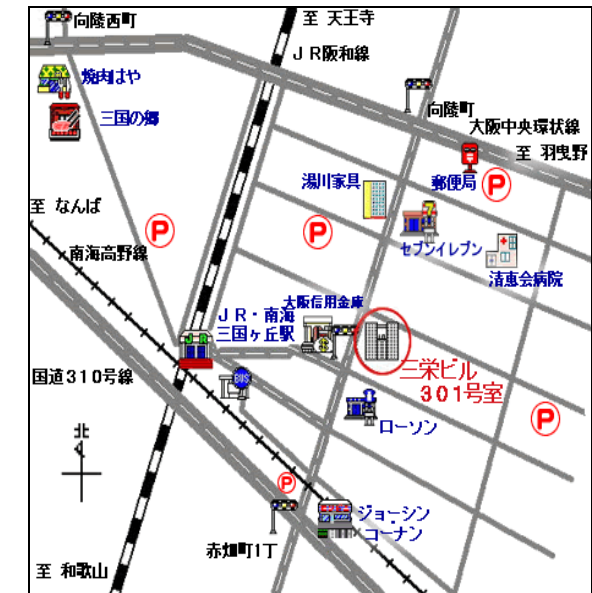 向陵西町
至 天王寺
JR阪和線
焼肉はや
三国の郷
向陵町
大阪中央環状線
至 羽曳野
郵便局
P
湯川家具
7
セブンイレブン
清恵会病院
至 なんば
P
P
南海高野線
大阪信用金庫
JR・南海
三国ヶ丘駅
JR
三栄ビル
301号室
国道310号線
BUS
ローソン
P
北
P
ジョーシン
コーナン
赤畑町1丁
至 和歌山